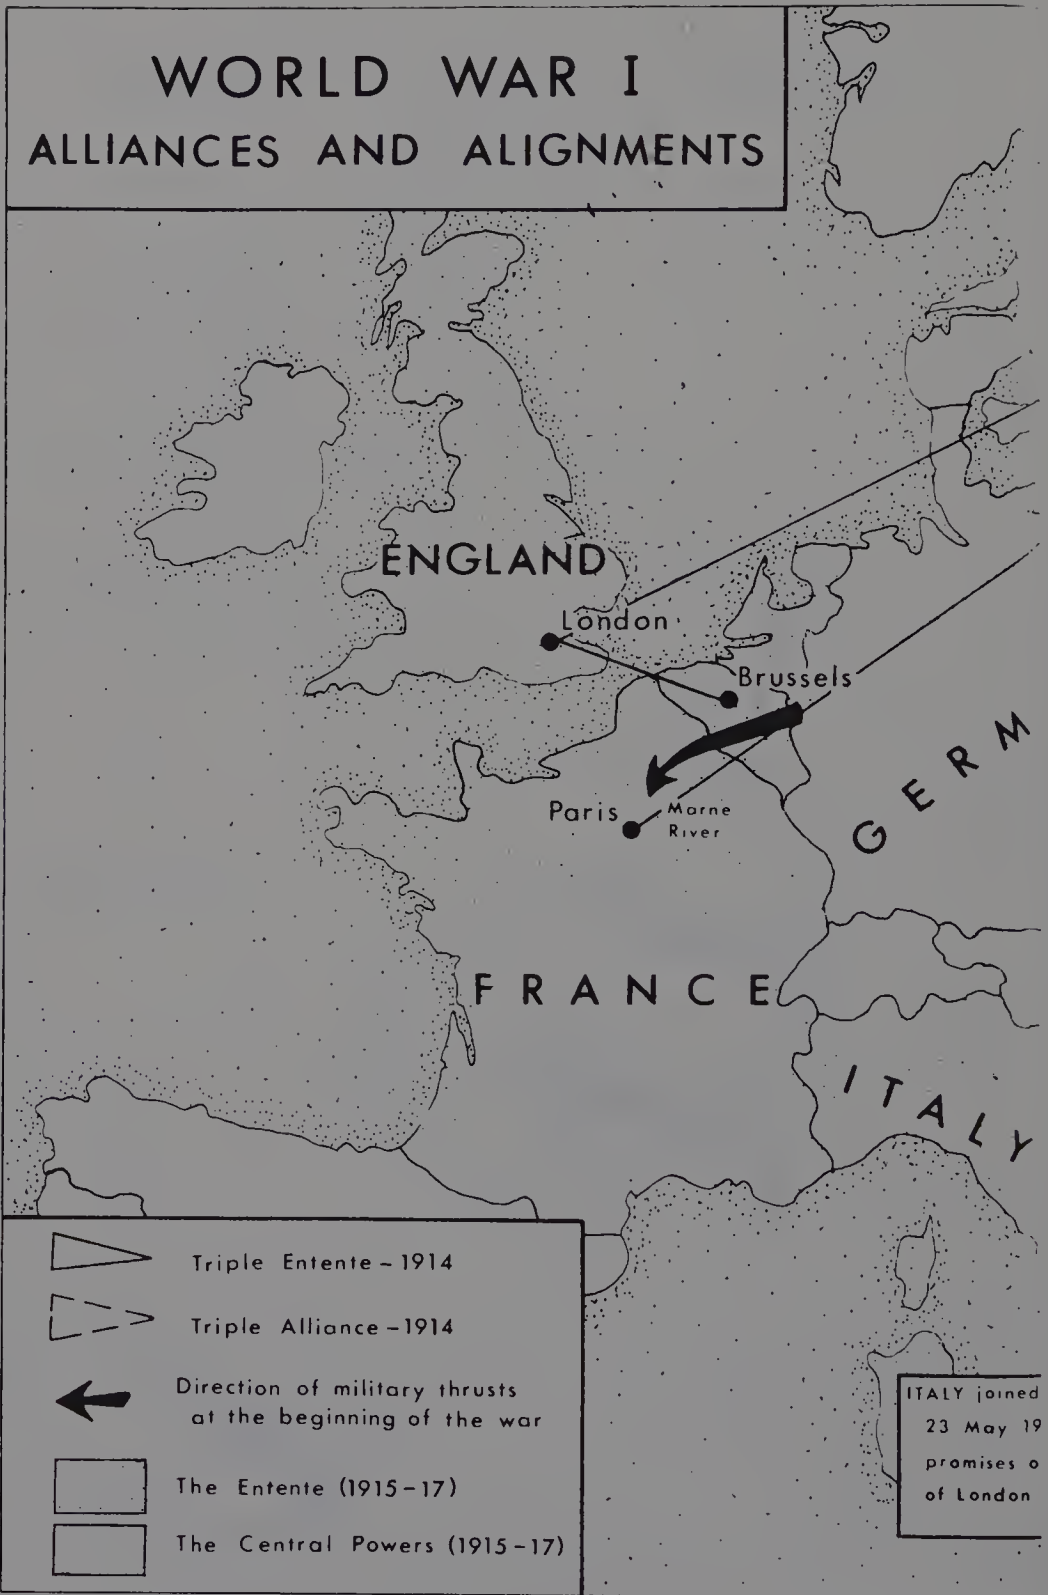 WORLD WAR I
ALLIANCES AND ALIGNMENTS
ENGLAND
London
Brussels
GERM
Paris
Marne
River
FRANCE
ITALY
Triple Entente – 1914
Triple Alliance – 1914
Direction of military thrusts
at the beginning of the war
The Entente (1915–17)
The Central Powers (1915–17)
ITALY joined
23 May 19
promises o
of London